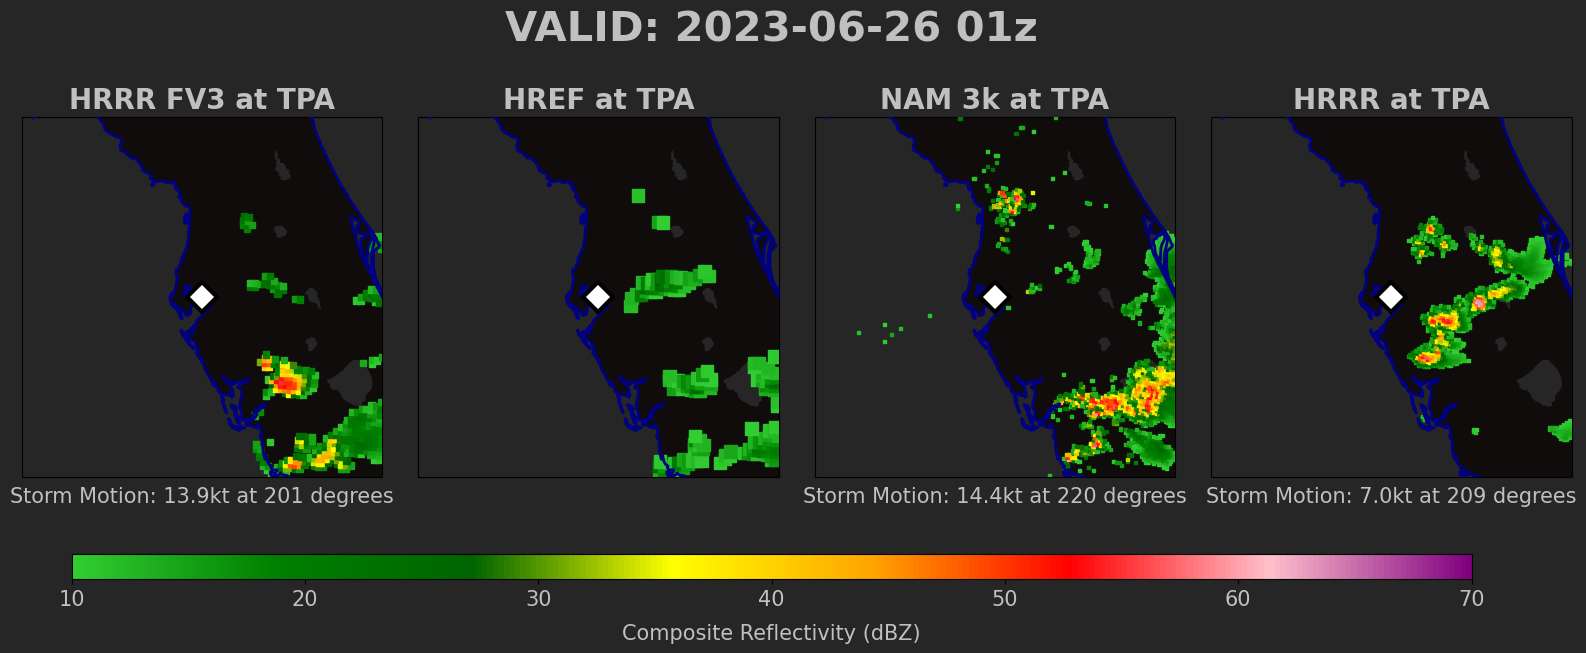 VALID: 2023-06-26 01z
HRRR FV3 at TPA
HREF at TPA
NAM 3k at TPA
HRRR at TPA
Storm Motion: 13.9kt at 201 degrees
Storm Motion: 14.4kt at 220 degrees
Storm Motion: 7.0kt at 209 degrees
10 20 30 40 50 60 70
Composite Reflectivity (dBZ)